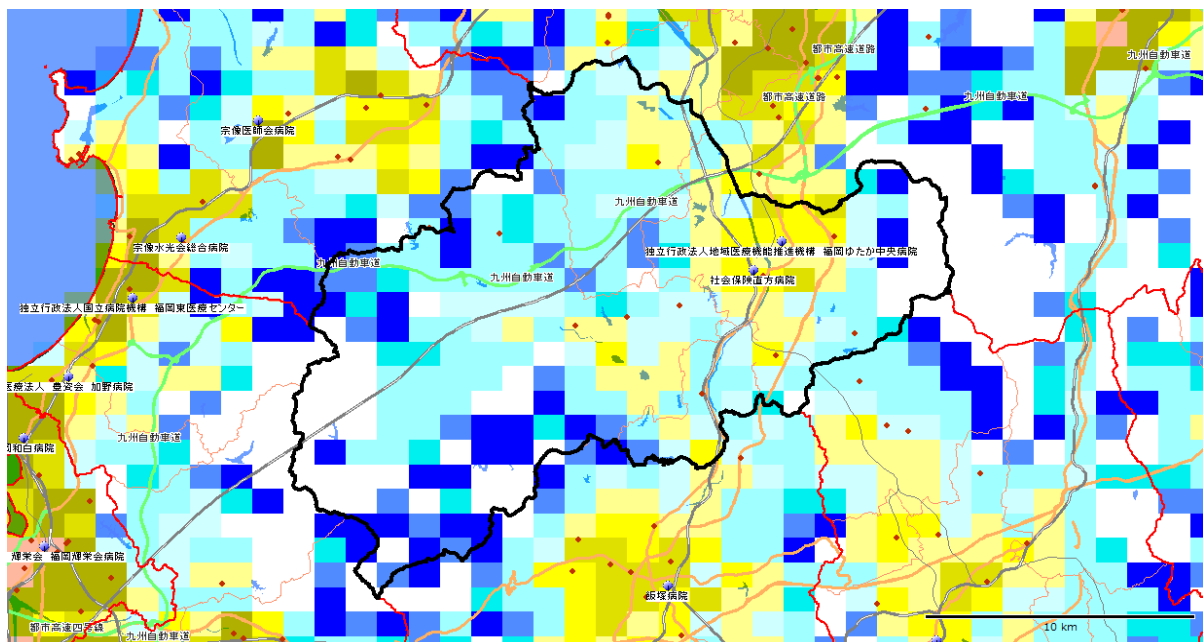 都市高速道路
九州自動車道
都市高速道路
九州自動車道
宗像医師会病院
九州自動車道
宗像水光会総合病院
独立行政法人地域医療機能推進機構 福岡ゆたか中央病院
九州自動車道
九州自動車道
社会保険直方病院
独立行政法人国立病院機構 福岡東医療センター
医療法人 豊資会 加野病院
九州自動車道
岡和白病院
輝栄会 福岡輝栄会病院
飯塚病院
都市高速四号線
九州自動車道
10 km